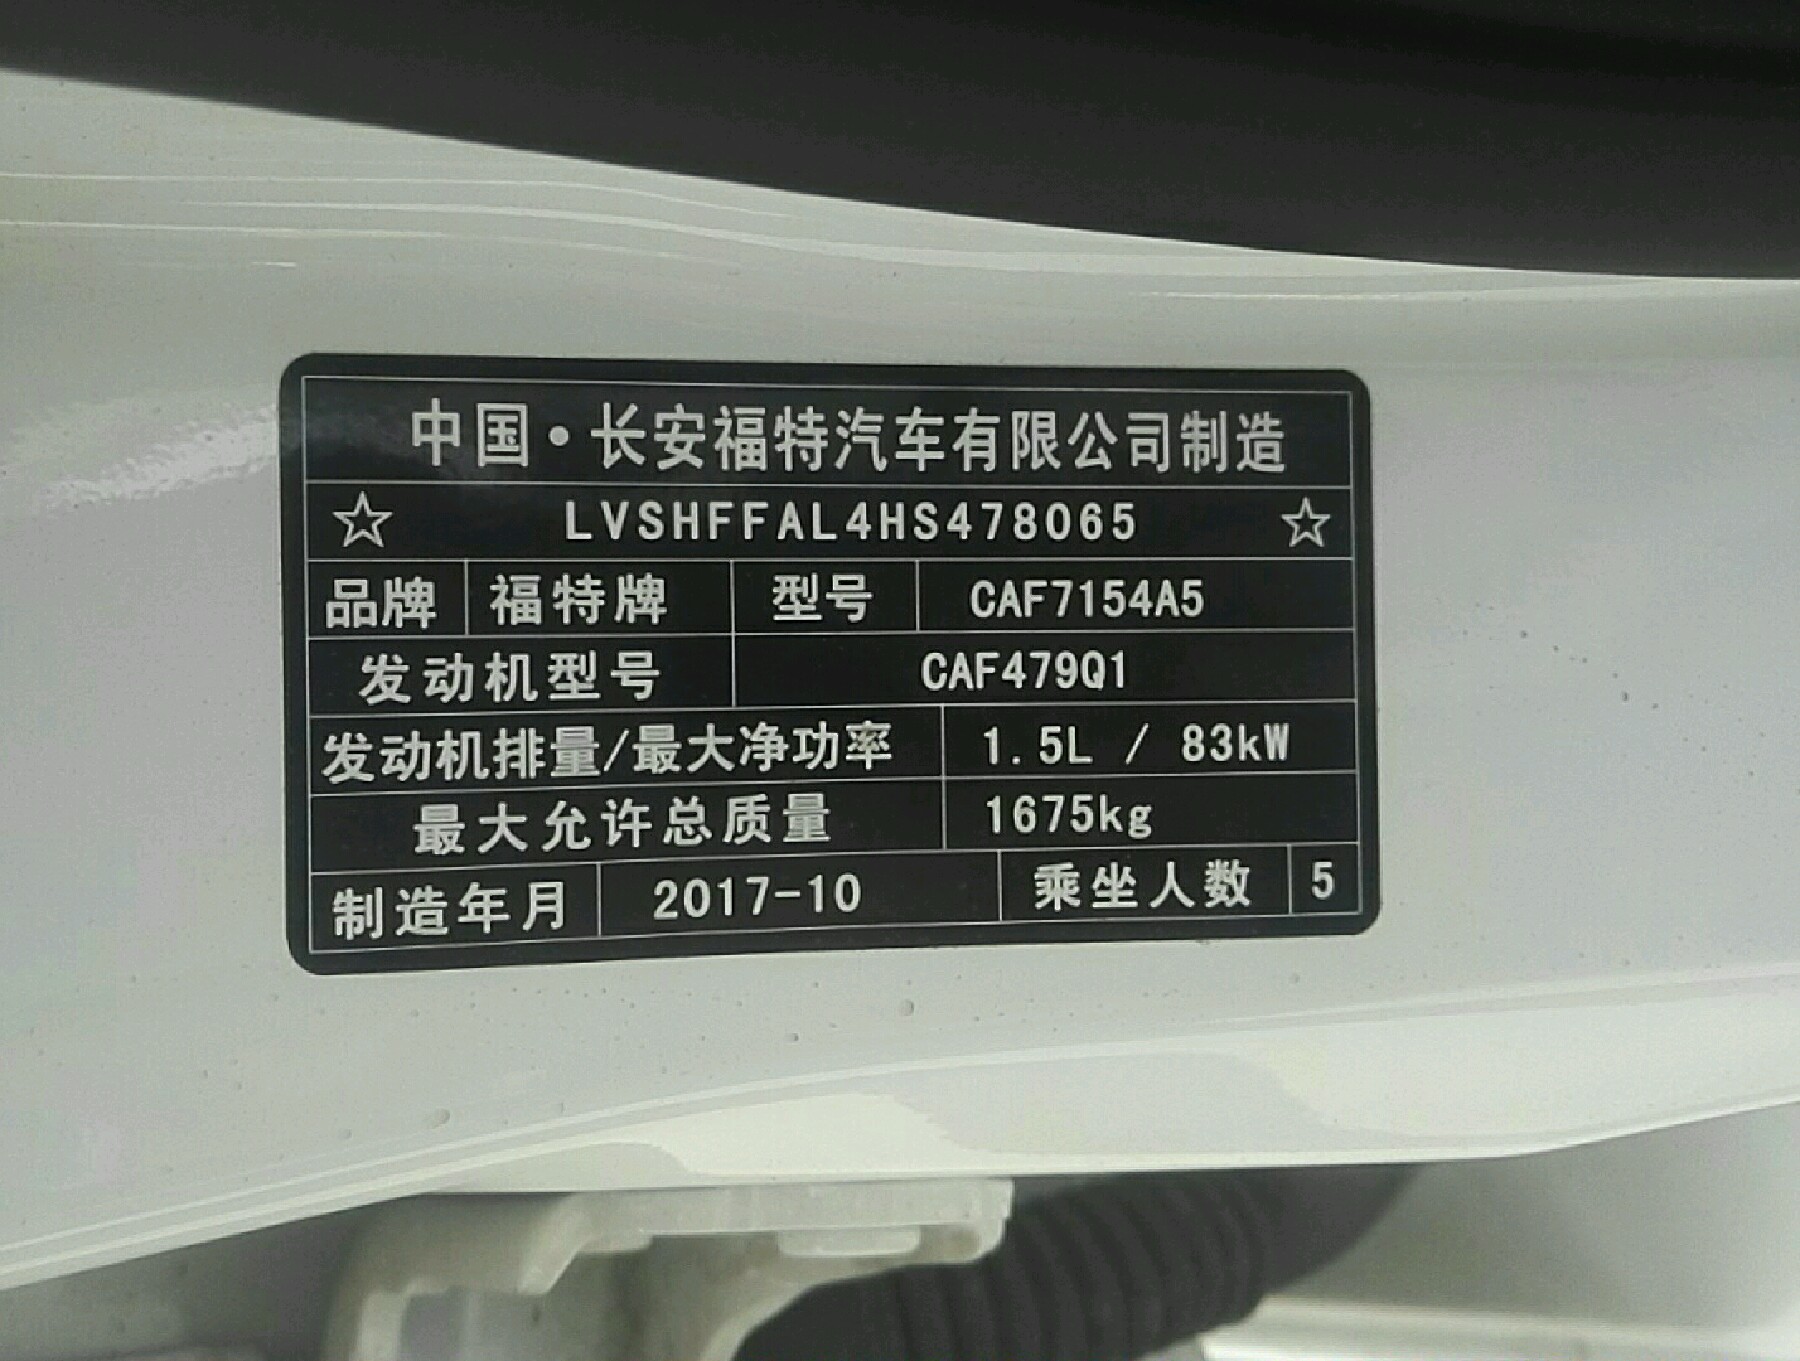 中国·长安福特汽车有限公司制造
☆ LVSHFFAL4HS478065 ☆
品牌 福特牌 型号 CAF7154A5
发动机型号 CAF479Q1
发动机排量/最大净功率 1.5L / 83kW
最大允许总质量 1675kg
制造年月 2017-10 乘坐人数 5